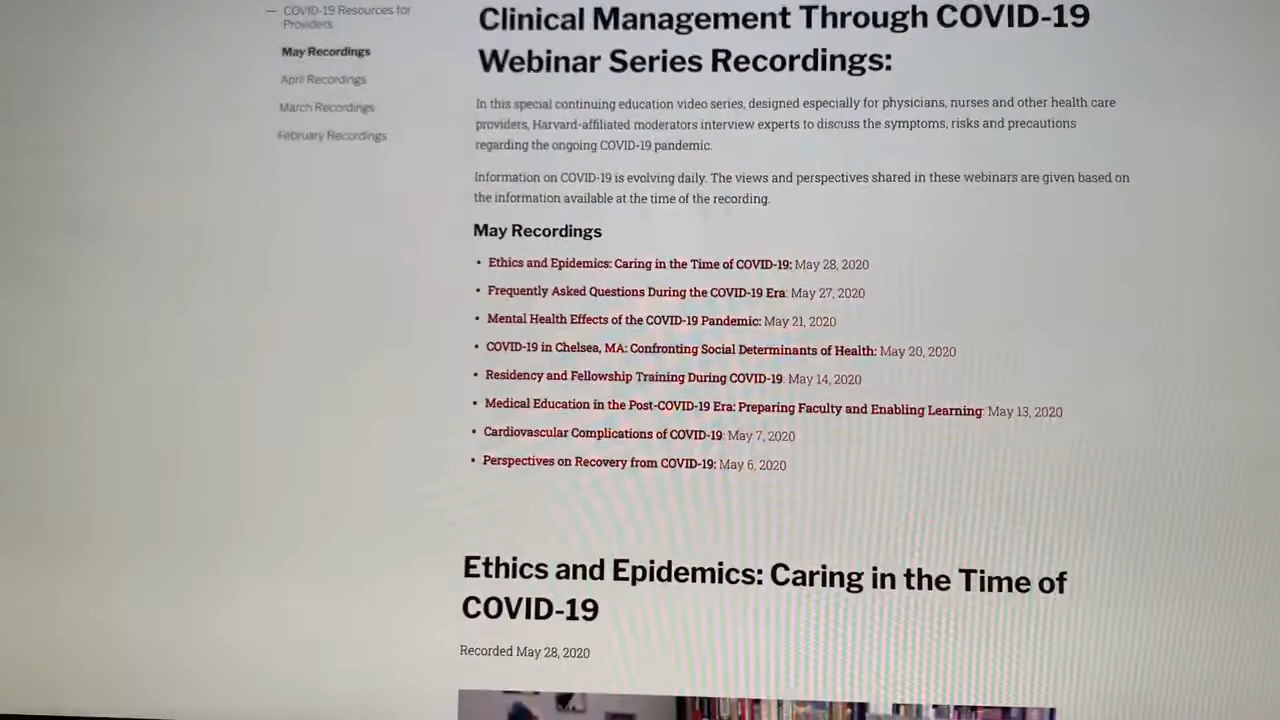 — COVID-19 Resources for
Providers
May Recordings
April Recordings
March Recordings
February Recordings
Clinical Management Through COVID-19
Webinar Series Recordings:
In this special continuing education video series, designed especially for physicians, nurses and other health care
providers, Harvard-affiliated moderators interview experts to discuss the symptoms, risks and precautions
regarding the ongoing COVID-19 pandemic.
Information on COVID-19 is evolving daily. The views and perspectives shared in these webinars are given based on
the information available at the time of the recording.
May Recordings
• Ethics and Epidemics: Caring in the Time of COVID-19: May 28, 2020
• Frequently Asked Questions During the COVID-19 Era: May 27, 2020
• Mental Health Effects of the COVID-19 Pandemic: May 21, 2020
• COVID-19 in Chelsea, MA: Confronting Social Determinants of Health: May 20, 2020
• Residency and Fellowship Training During COVID-19: May 14, 2020
• Medical Education in the Post-COVID-19 Era: Preparing Faculty and Enabling Learning: May 13, 2020
• Cardiovascular Complications of COVID-19: May 7, 2020
• Perspectives on Recovery from COVID-19: May 6, 2020
Ethics and Epidemics: Caring in the Time of
COVID-19
Recorded May 28, 2020